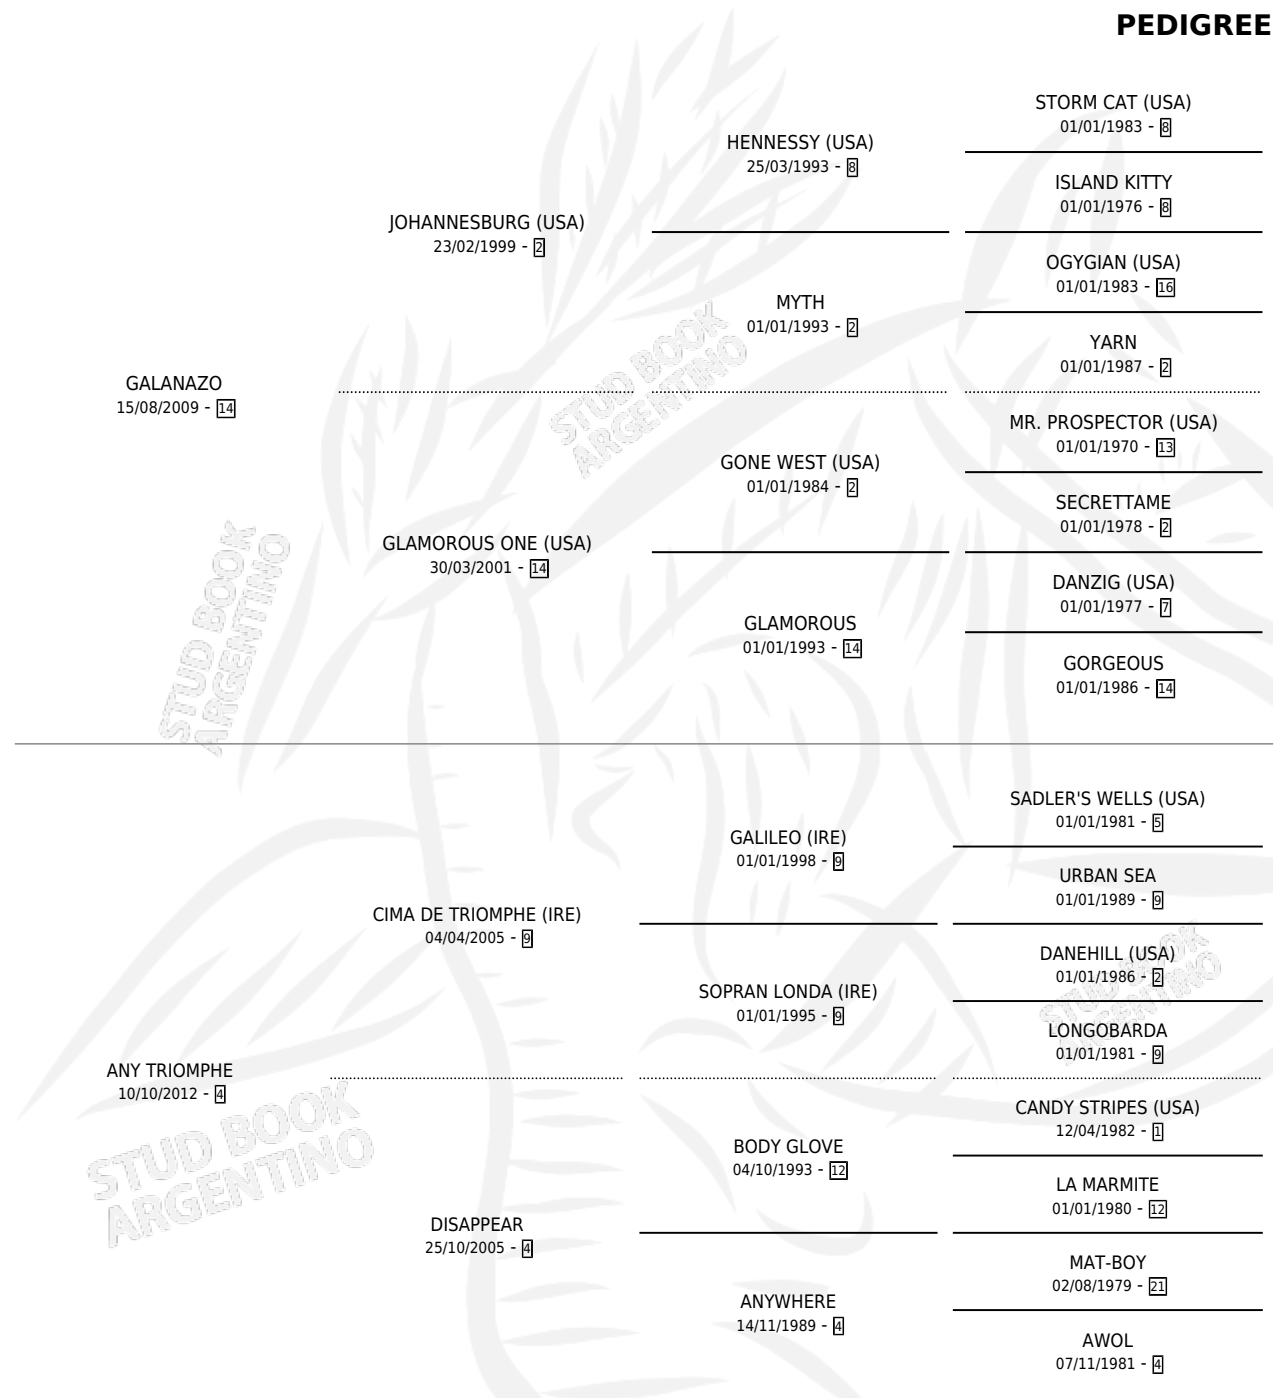 PEDIGREE
STORM CAT (USA)
01/01/1983 - 8
HENNESSY (USA)
25/03/1993 - 8
ISLAND KITTY
01/01/1976 - 8
JOHANNESBURG (USA)
23/02/1999 - 2
OGYGIAN (USA)
01/01/1983 - 16
MYTH
01/01/1993 - 2
YARN
01/01/1987 - 2
GALANAZO
15/08/2009 - 14
MR. PROSPECTOR (USA)
01/01/1970 - 13
GONE WEST (USA)
01/01/1984 - 2
SECRETTAME
01/01/1978 - 2
GLAMOROUS ONE (USA)
30/03/2001 - 14
DANZIG (USA)
01/01/1977 - 7
GLAMOROUS
01/01/1993 - 14
GORGEOUS
01/01/1986 - 14
SADLER'S WELLS (USA)
01/01/1981 - 5
GALILEO (IRE)
01/01/1998 - 9
URBAN SEA
01/01/1989 - 9
CIMA DE TRIOMPHE (IRE)
04/04/2005 - 9
DANEHILL (USA)
01/01/1986 - 2
SOPRAN LONDA (IRE)
01/01/1995 - 9
LONGOBARDA
01/01/1981 - 9
ANY TRIOMPHE
10/10/2012 - 4
CANDY STRIPES (USA)
12/04/1982 - 1
BODY GLOVE
04/10/1993 - 12
LA MARMITE
01/01/1980 - 12
DISAPPEAR
25/10/2005 - 4
MAT-BOY
02/08/1979 - 21
ANYWHERE
14/11/1989 - 4
AWOL
07/11/1981 - 4
STUD BOOK
ARGENTINO
STUD BOOK
ARGENTINO
STUD BOOK
ARGENTINO
STUD BOOK
ARGENTINO